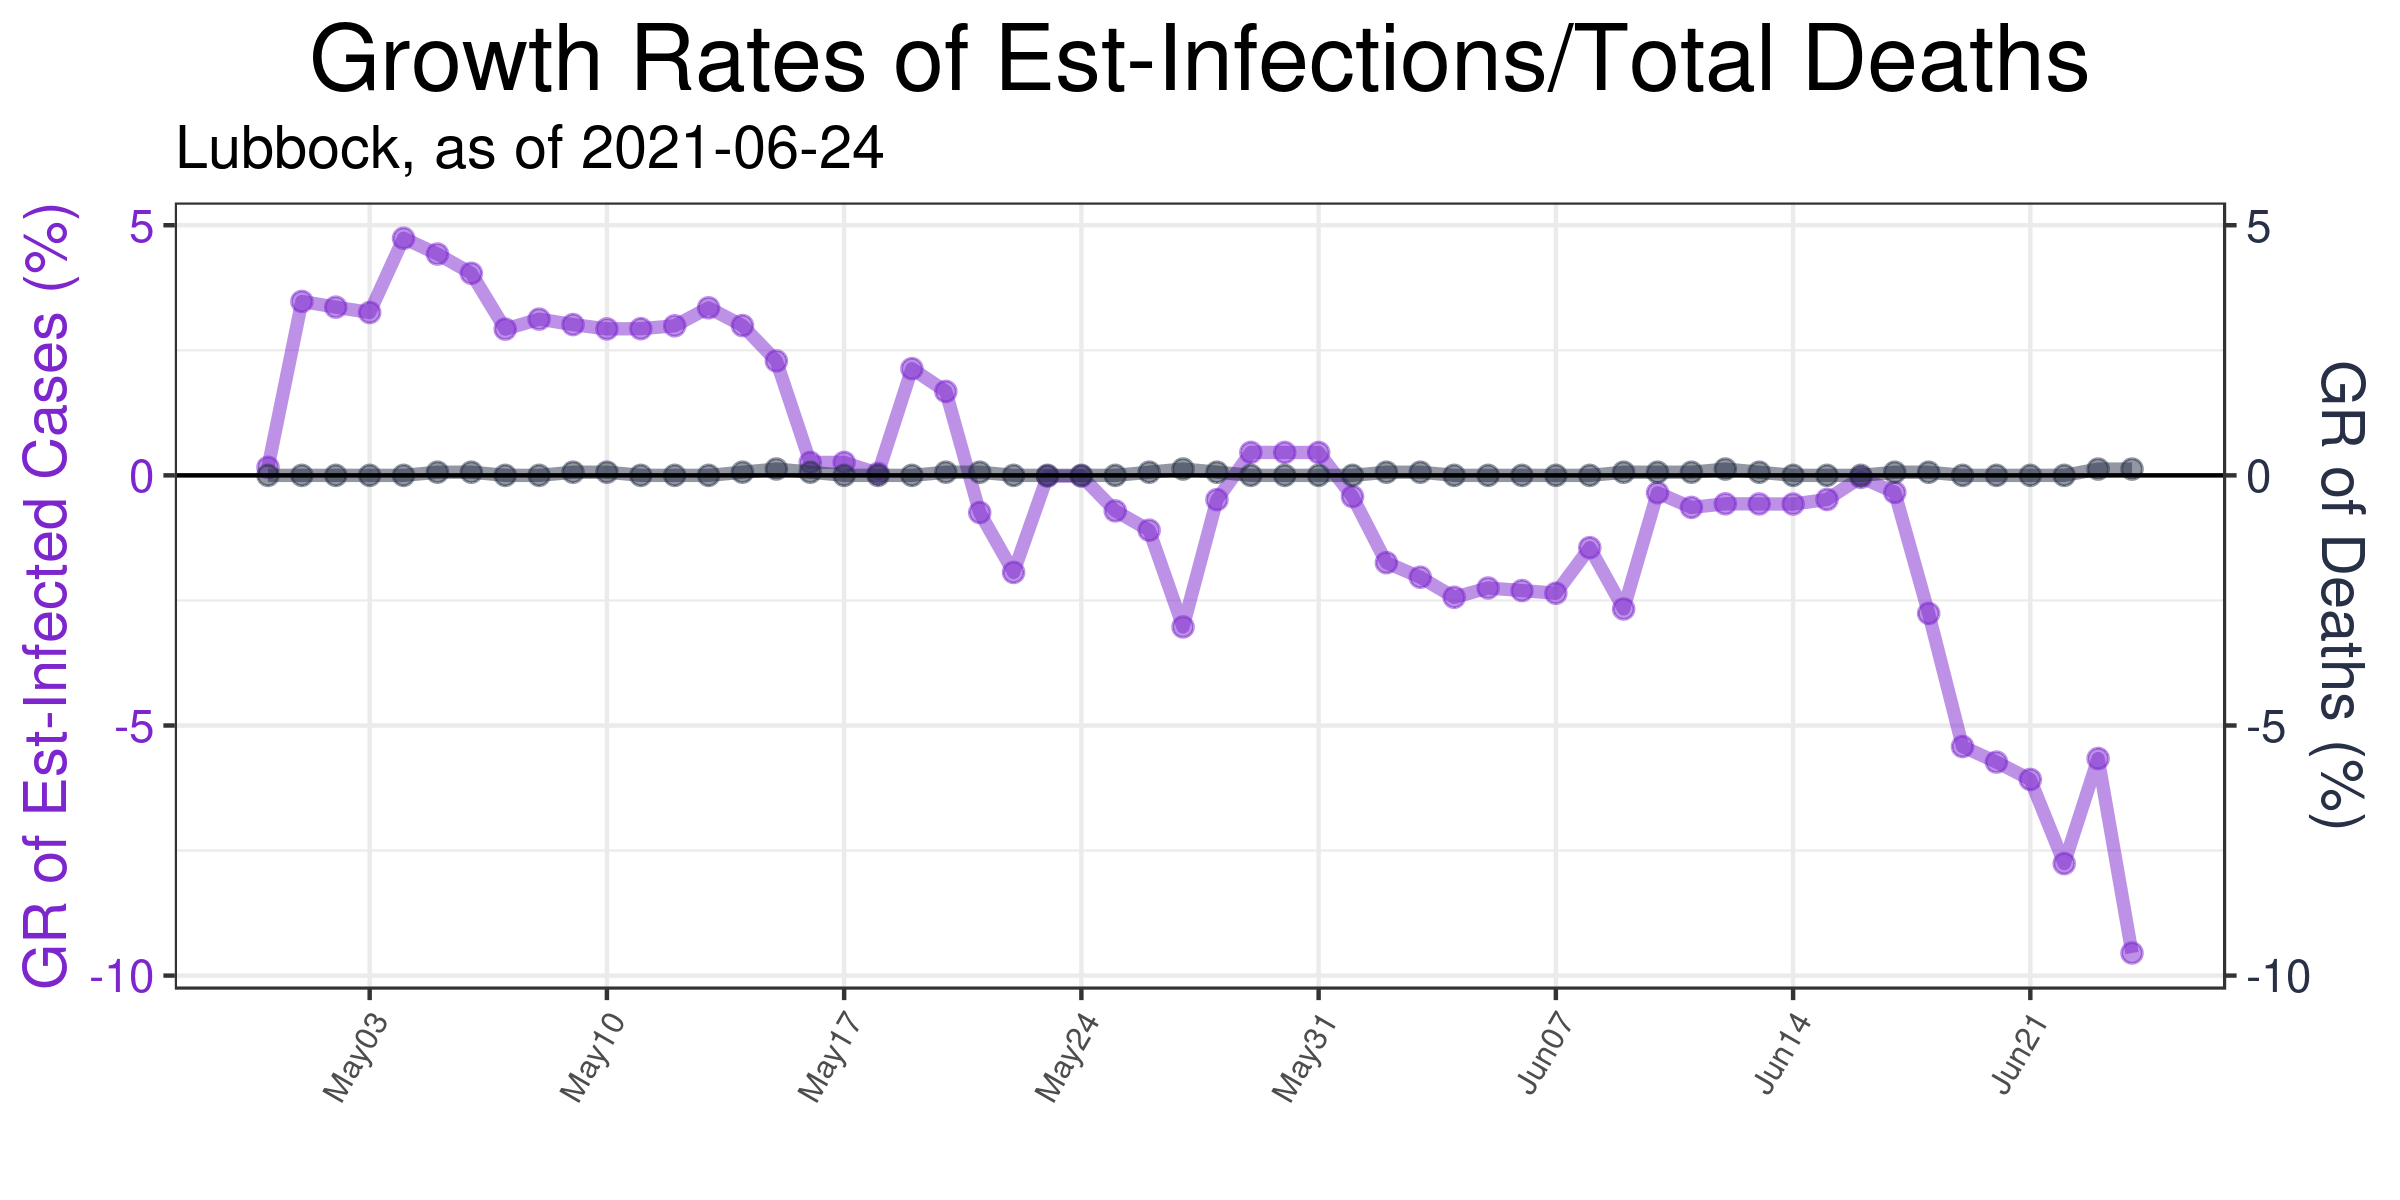 Growth Rates of Est-Infections/Total Deaths
Lubbock, as of 2021-06-24
GR of Est-Infected Cases (%)
5
0
-5
-10
5
0
-5
-10
GR of Deaths (%)
May03
May10
May17
May24
May31
Jun07
Jun14
Jun21